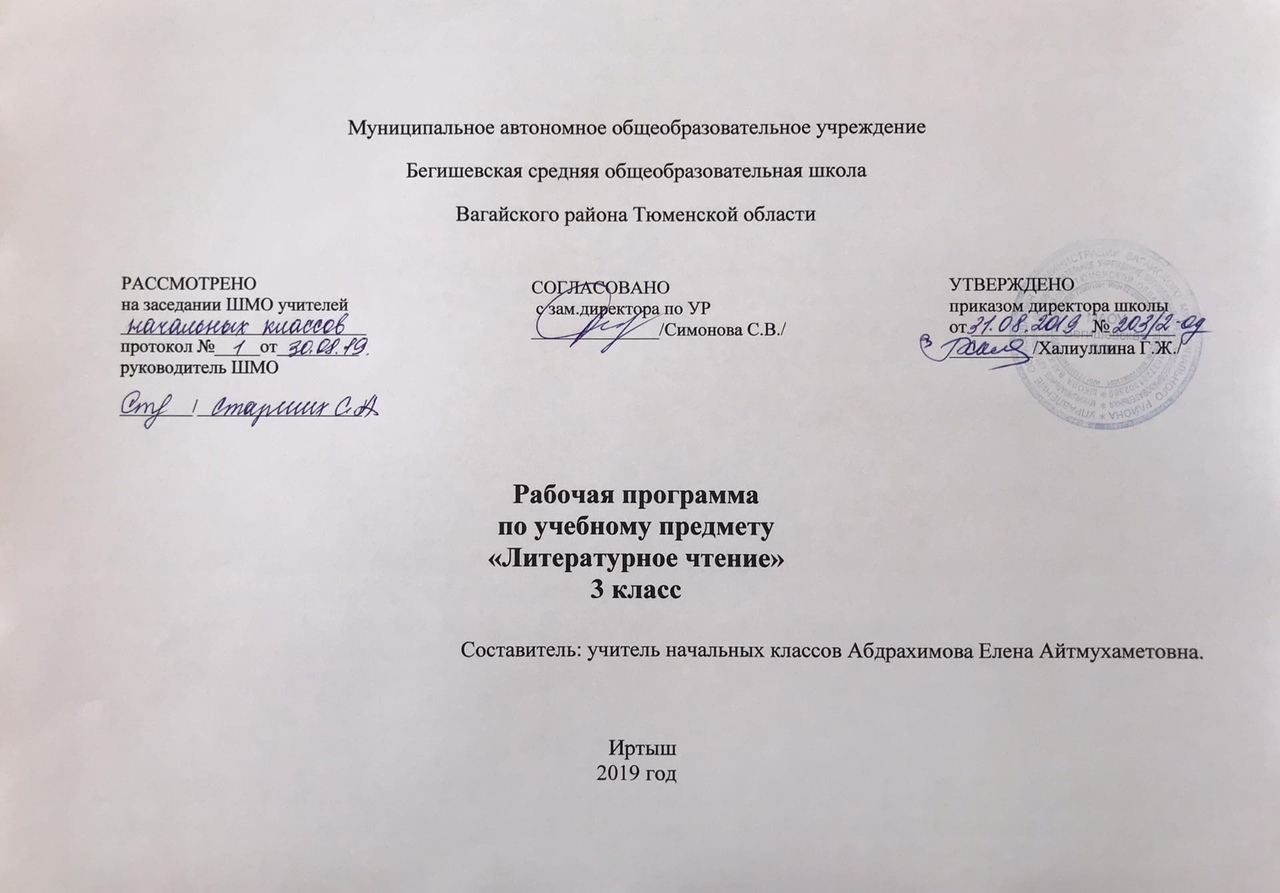 Муниципальное автономное общеобразовательное учреждение
Бегишевская средняя общеобразовательная школа
Вагайского района Тюменской области
РАССМОТРЕНО
на заседании ШМО учителей
начальных классов
протокол № 1 от 30.08.19.
руководитель ШМО
/ Старших С.А
СОГЛАСОВАНО
с зам.директора по УР
/Симонова С.В./
УТВЕРЖДЕНО
приказом директора школы
от 31.08.2019 № 203/2-од
/Халиуллина Г.Ж./
Рабочая программа
по учебному предмету
«Литературное чтение»
3 класс
Составитель: учитель начальных классов Абдрахимова Елена Айтмухаметовна.
Иртыш
2019 год